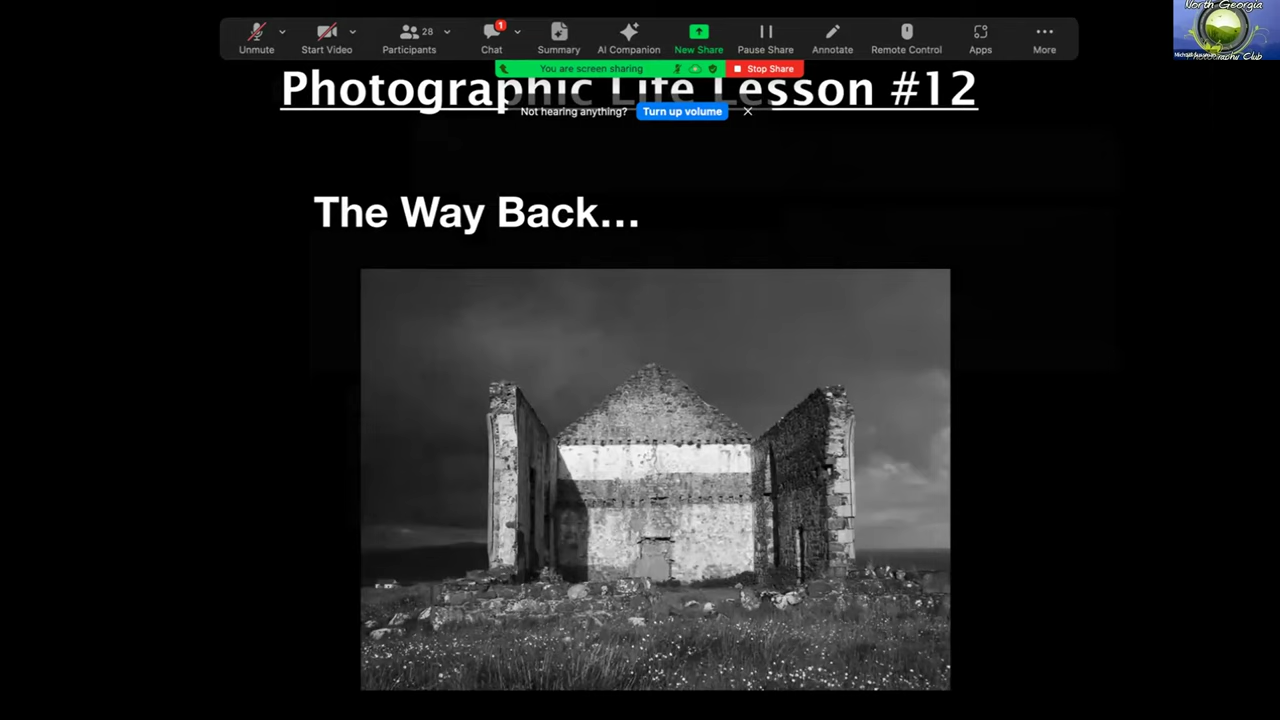 North Georgia
Photography Club
28
1
Unmute
Start Video
Participants
Chat
Summary
AI Companion
New Share
Pause Share
Annotate
Remote Control
Apps
More
You are screen sharing
Stop Share
Photographic Life Lesson #12
Not hearing anything?
Turn up volume
The Way Back...